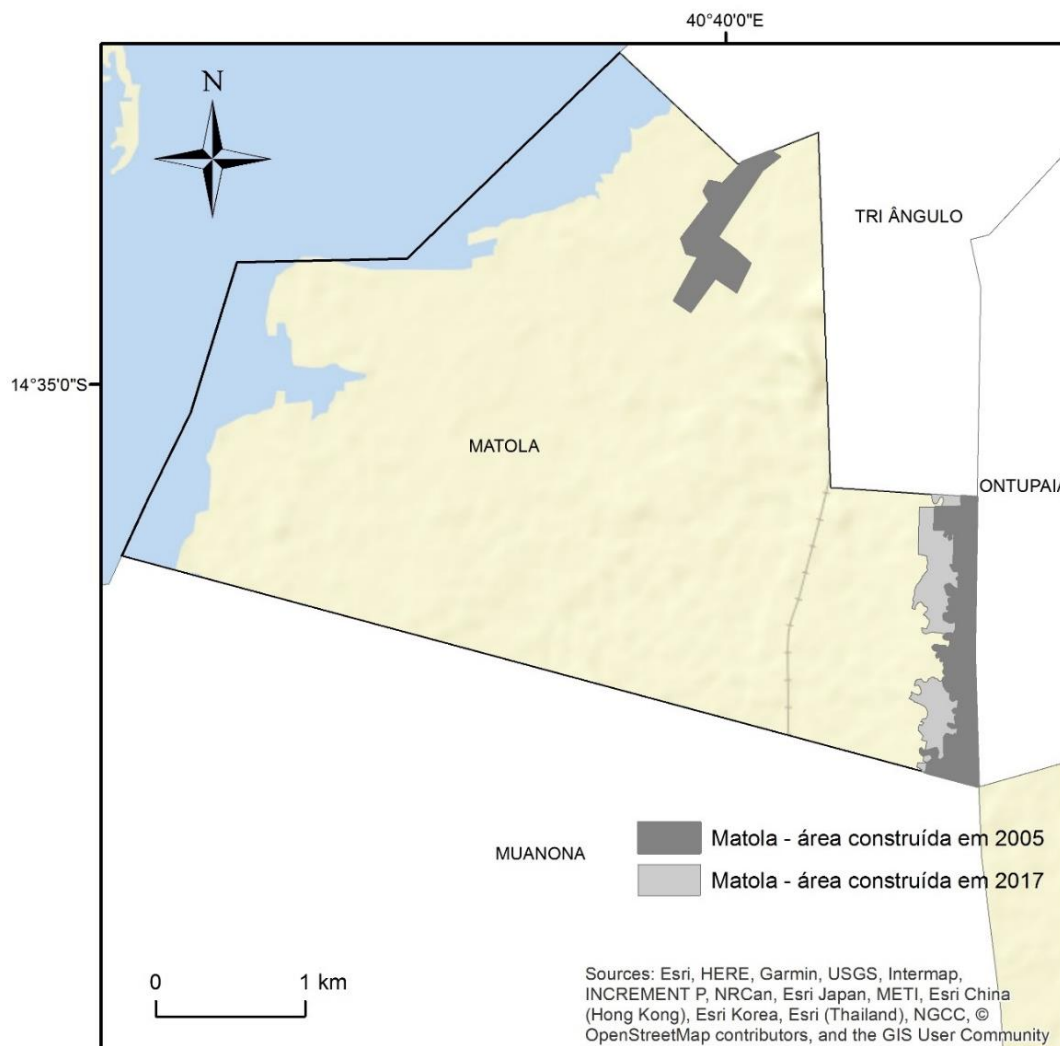 40°40'0"E
N
TRI ÂNGULO
14°35'0"S
MATOLA
ONTUPAIA
MUANONA
Matola - área construída em 2005
Matola - área construída em 2017
0 1 km
Sources: Esri, HERE, Garmin, USGS, Intermap,
INCREMENT P, NRCan, Esri Japan, METI, Esri China
(Hong Kong), Esri Korea, Esri (Thailand), NGCC, ©
OpenStreetMap contributors, and the GIS User Community